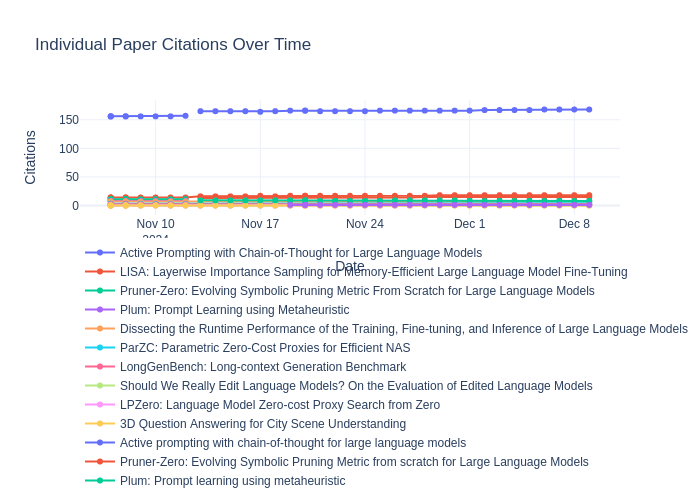 Individual Paper Citations Over Time
Citations
150
100
50
0
Nov 10
Nov 17
Nov 24
Dec 1
Dec 8
2024
Date
Active Prompting with Chain-of-Thought for Large Language Models
LISA: Layerwise Importance Sampling for Memory-Efficient Large Language Model Fine-Tuning
Pruner-Zero: Evolving Symbolic Pruning Metric From Scratch for Large Language Models
Plum: Prompt Learning using Metaheuristic
Dissecting the Runtime Performance of the Training, Fine-tuning, and Inference of Large Language Models
ParZC: Parametric Zero-Cost Proxies for Efficient NAS
LongGenBench: Long-context Generation Benchmark
Should We Really Edit Language Models? On the Evaluation of Edited Language Models
LPZero: Language Model Zero-cost Proxy Search from Zero
3D Question Answering for City Scene Understanding
Active prompting with chain-of-thought for large language models
Pruner-Zero: Evolving Symbolic Pruning Metric from scratch for Large Language Models
Plum: Prompt learning using metaheuristic